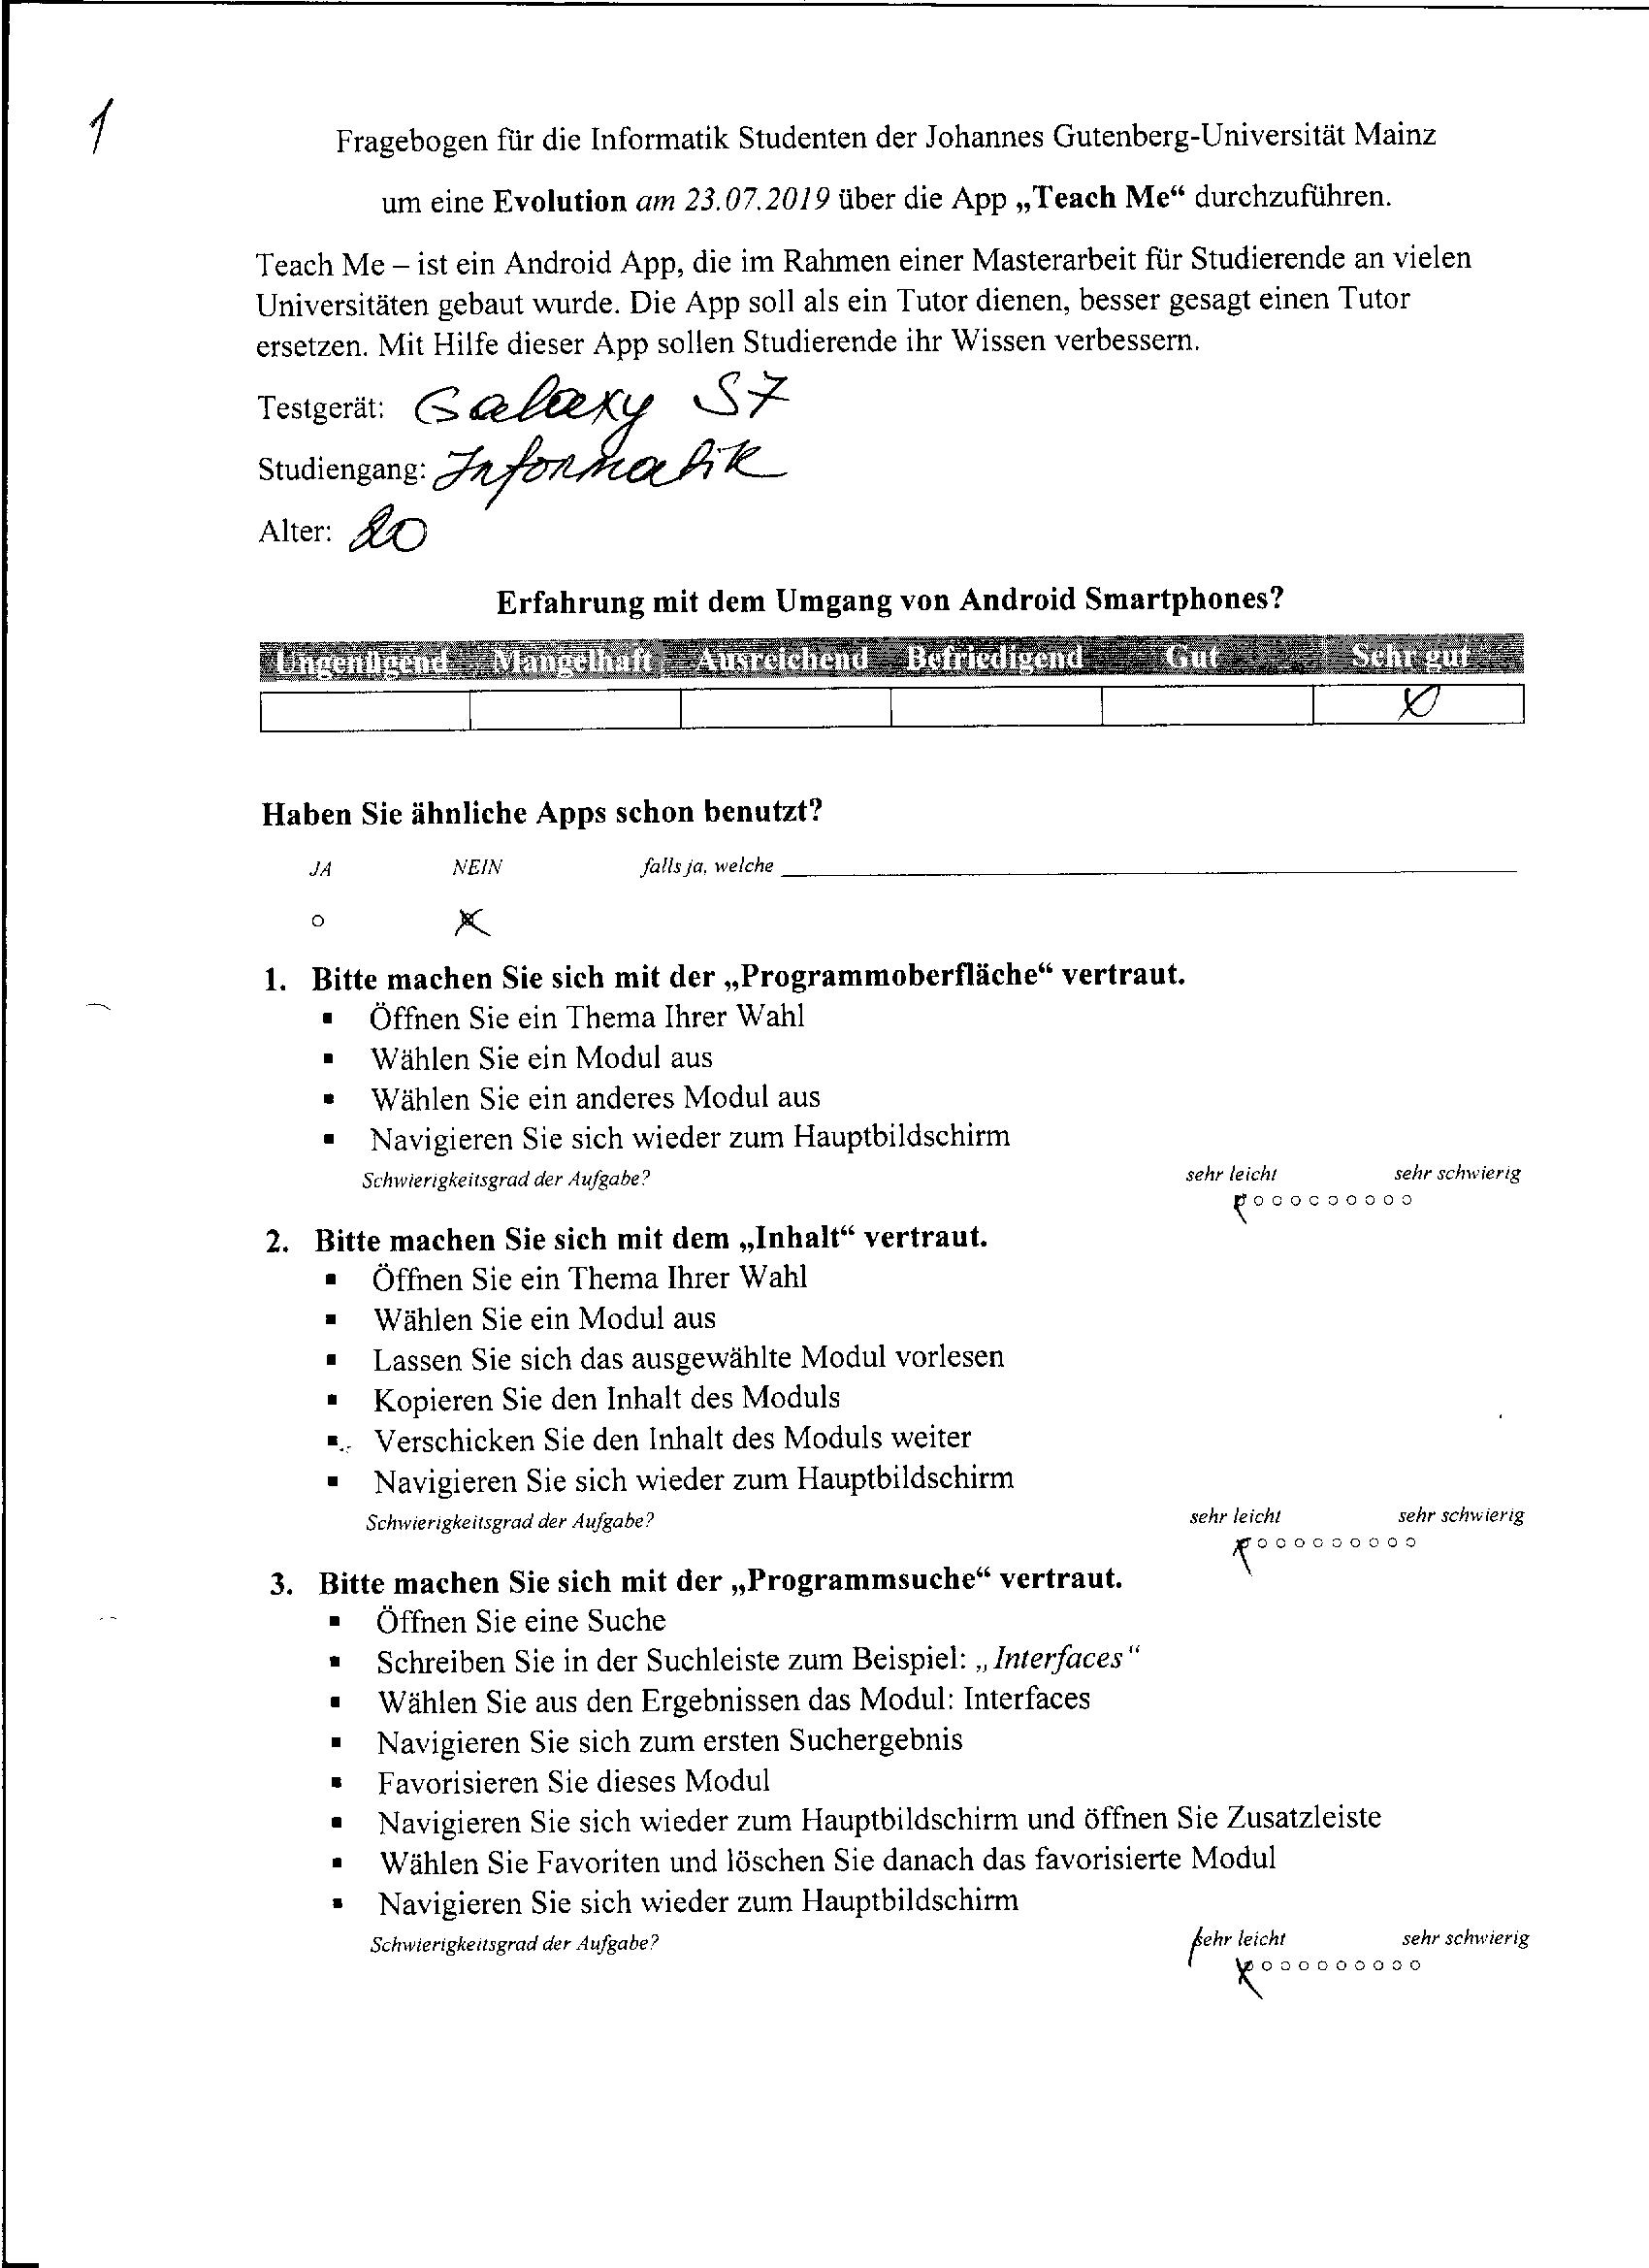 1
Fragebogen für die Informatik Studenten der Johannes Gutenberg-Universität Mainz
um eine Evolution am 23.07.2019 über die App „Teach Me“ durchzuführen.
Teach Me – ist ein Android App, die im Rahmen einer Masterarbeit für Studierende an vielen
Universitäten gebaut wurde. Die App soll als ein Tutor dienen, besser gesagt einen Tutor
ersetzen. Mit Hilfe dieser App sollen Studierende ihr Wissen verbessern.
Testgerät: Galaxy S7
Studiengang: Informatik
Alter: 20
Erfahrung mit dem Umgang von Android Smartphones?
Ungenügend Mangelhaft Ausreichend Befriedigend Gut Sehr gut
Haben Sie ähnliche Apps schon benutzt?
JA NEIN falls ja, welche
1. Bitte machen Sie sich mit der „Programmoberfläche“ vertraut.
▪ Öffnen Sie ein Thema Ihrer Wahl
▪ Wählen Sie ein Modul aus
▪ Wählen Sie ein anderes Modul aus
▪ Navigieren Sie sich wieder zum Hauptbildschirm
Schwierigkeitsgrad der Aufgabe? sehr leicht sehr schwierig
2. Bitte machen Sie sich mit dem „Inhalt“ vertraut.
▪ Öffnen Sie ein Thema Ihrer Wahl
▪ Wählen Sie ein Modul aus
▪ Lassen Sie sich das ausgewählte Modul vorlesen
▪ Kopieren Sie den Inhalt des Moduls
▪ Verschicken Sie den Inhalt des Moduls weiter
▪ Navigieren Sie sich wieder zum Hauptbildschirm
Schwierigkeitsgrad der Aufgabe? sehr leicht sehr schwierig
3. Bitte machen Sie sich mit der „Programmsuche“ vertraut.
▪ Öffnen Sie eine Suche
▪ Schreiben Sie in der Suchleiste zum Beispiel: „Interfaces“
▪ Wählen Sie aus den Ergebnissen das Modul: Interfaces
▪ Navigieren Sie sich zum ersten Suchergebnis
▪ Favorisieren Sie dieses Modul
▪ Navigieren Sie sich wieder zum Hauptbildschirm und öffnen Sie Zusatzleiste
▪ Wählen Sie Favoriten und löschen Sie danach das favorisierte Modul
▪ Navigieren Sie sich wieder zum Hauptbildschirm
Schwierigkeitsgrad der Aufgabe? sehr leicht sehr schwierig